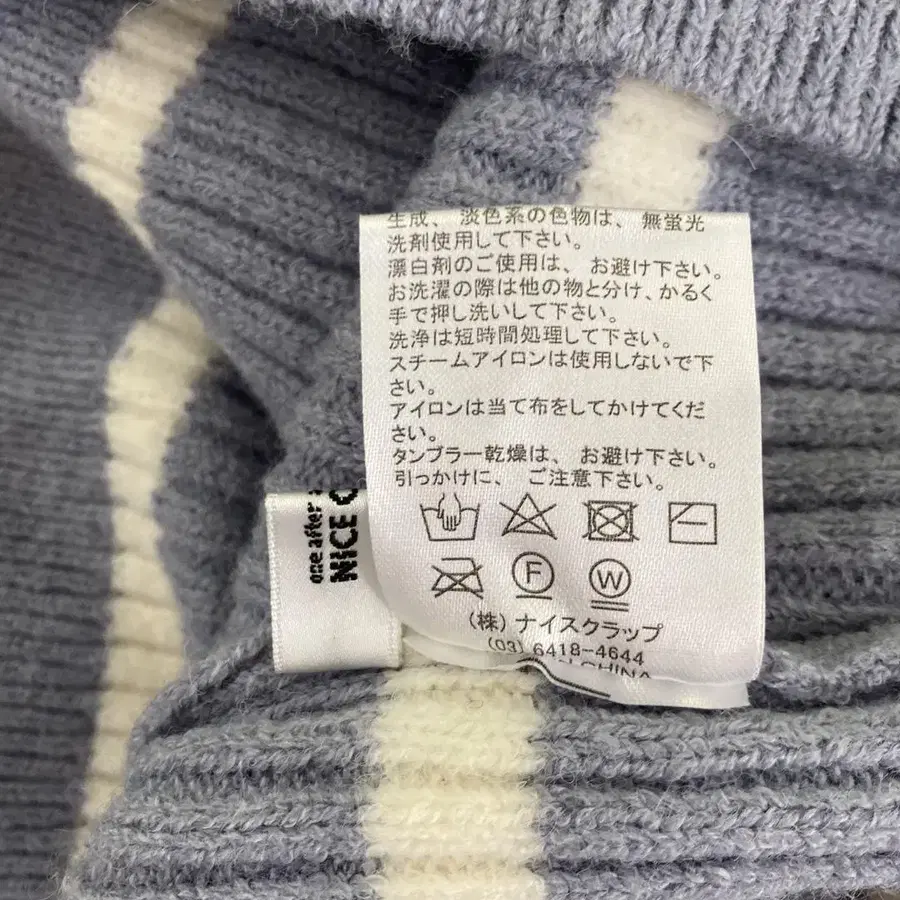 生成、淡色系の色物は、無蛍光
洗剤使用して下さい。
漂白剤のご使用は、お避け下さい。
お洗濯の際は他の物と分け、かるく
手で押し洗いして下さい。
洗浄は短時間処理して下さい。
スチームアイロンは使用しないで下
さい。
アイロンは当て布をしてかけてくだ
さい。
タンブラー乾燥は、お避け下さい。
引っかけに、ご注意下さい。
F
W
(株) ナイスクラップ
(03) 6418-4644
CHINA
one after
NICE